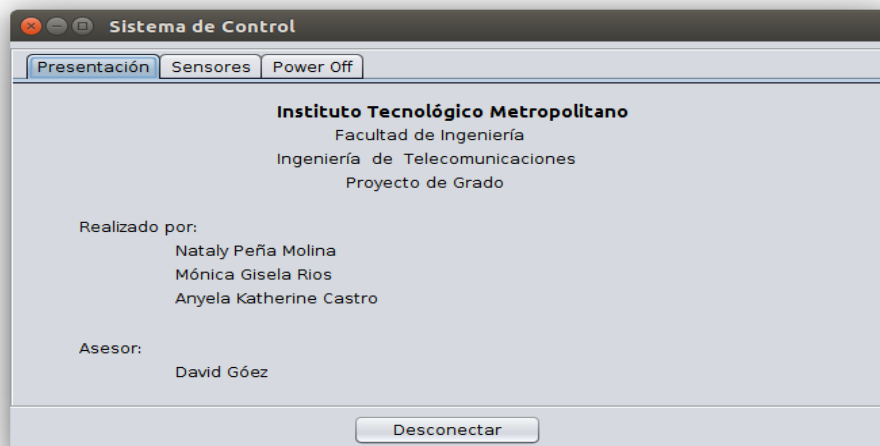 Sistema de Control
Presentación Sensores Power Off
Instituto Tecnológico Metropolitano
Facultad de Ingeniería
Ingeniería de Telecomunicaciones
Proyecto de Grado
Realizado por:
Nataly Peña Molina
Mónica Gisela Rios
Anyela Katherine Castro
Asesor:
David Góez
Desconectar